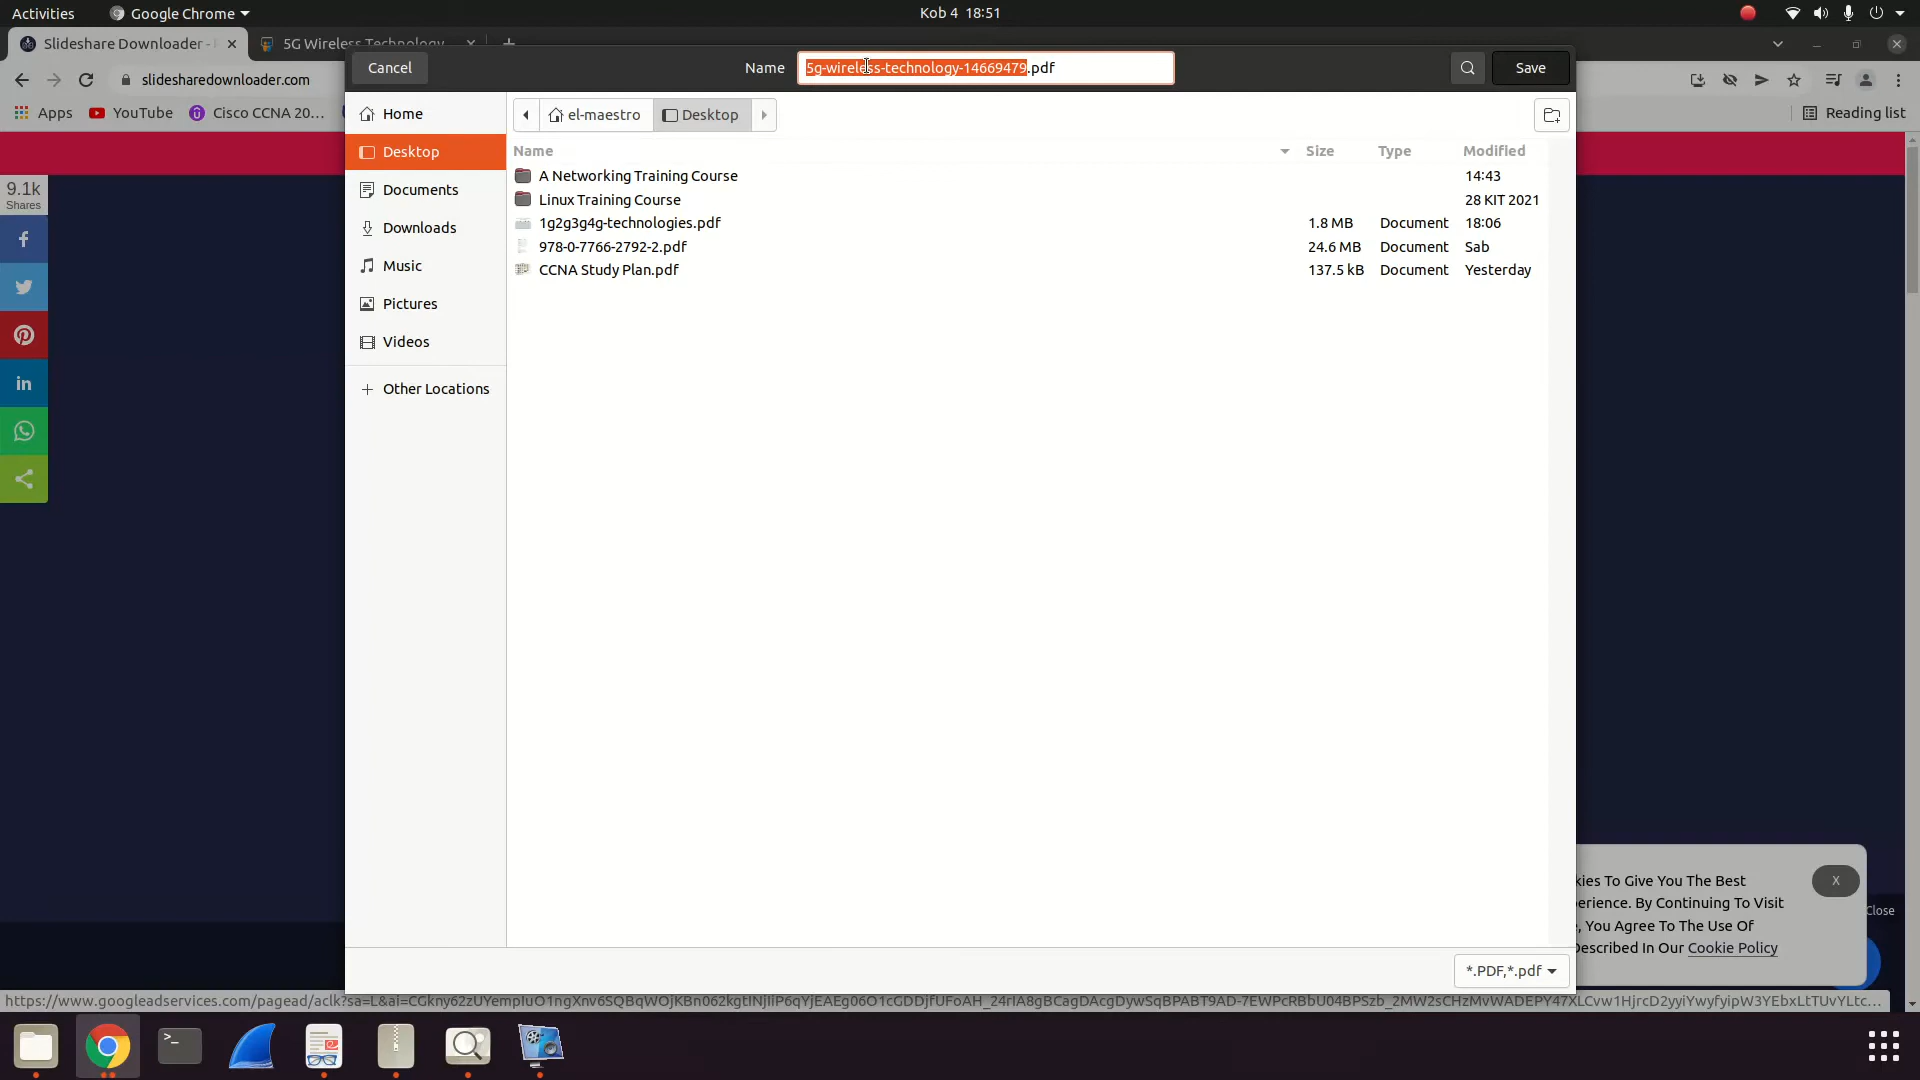 Activities
Google Chrome
Kob 4 18:51
Slideshare Downloader -
5G Wireless Technology
slidesharedownloader.com
Apps
YouTube
Cisco CCNA 20...
Reading list
Cancel
Name
5g-wireless-technology-14669479.pdf
Save
9.1k
Shares
Home
Desktop
Documents
Downloads
Music
Pictures
Videos
Other Locations
el-maestro
Desktop
Name Size Type Modified
A Networking Training Course 14:43
Linux Training Course 28 KIT 2021
1g2g3g4g-technologies.pdf 1.8 MB Document 18:06
978-0-7766-2792-2.pdf 24.6 MB Document Sab
CCNA Study Plan.pdf 137.5 kB Document Yesterday
*.PDF,*.pdf
kies To Give You The Best
perience. By Continuing To Visit
, You Agree To The Use Of
Described In Our Cookie Policy
X
Close